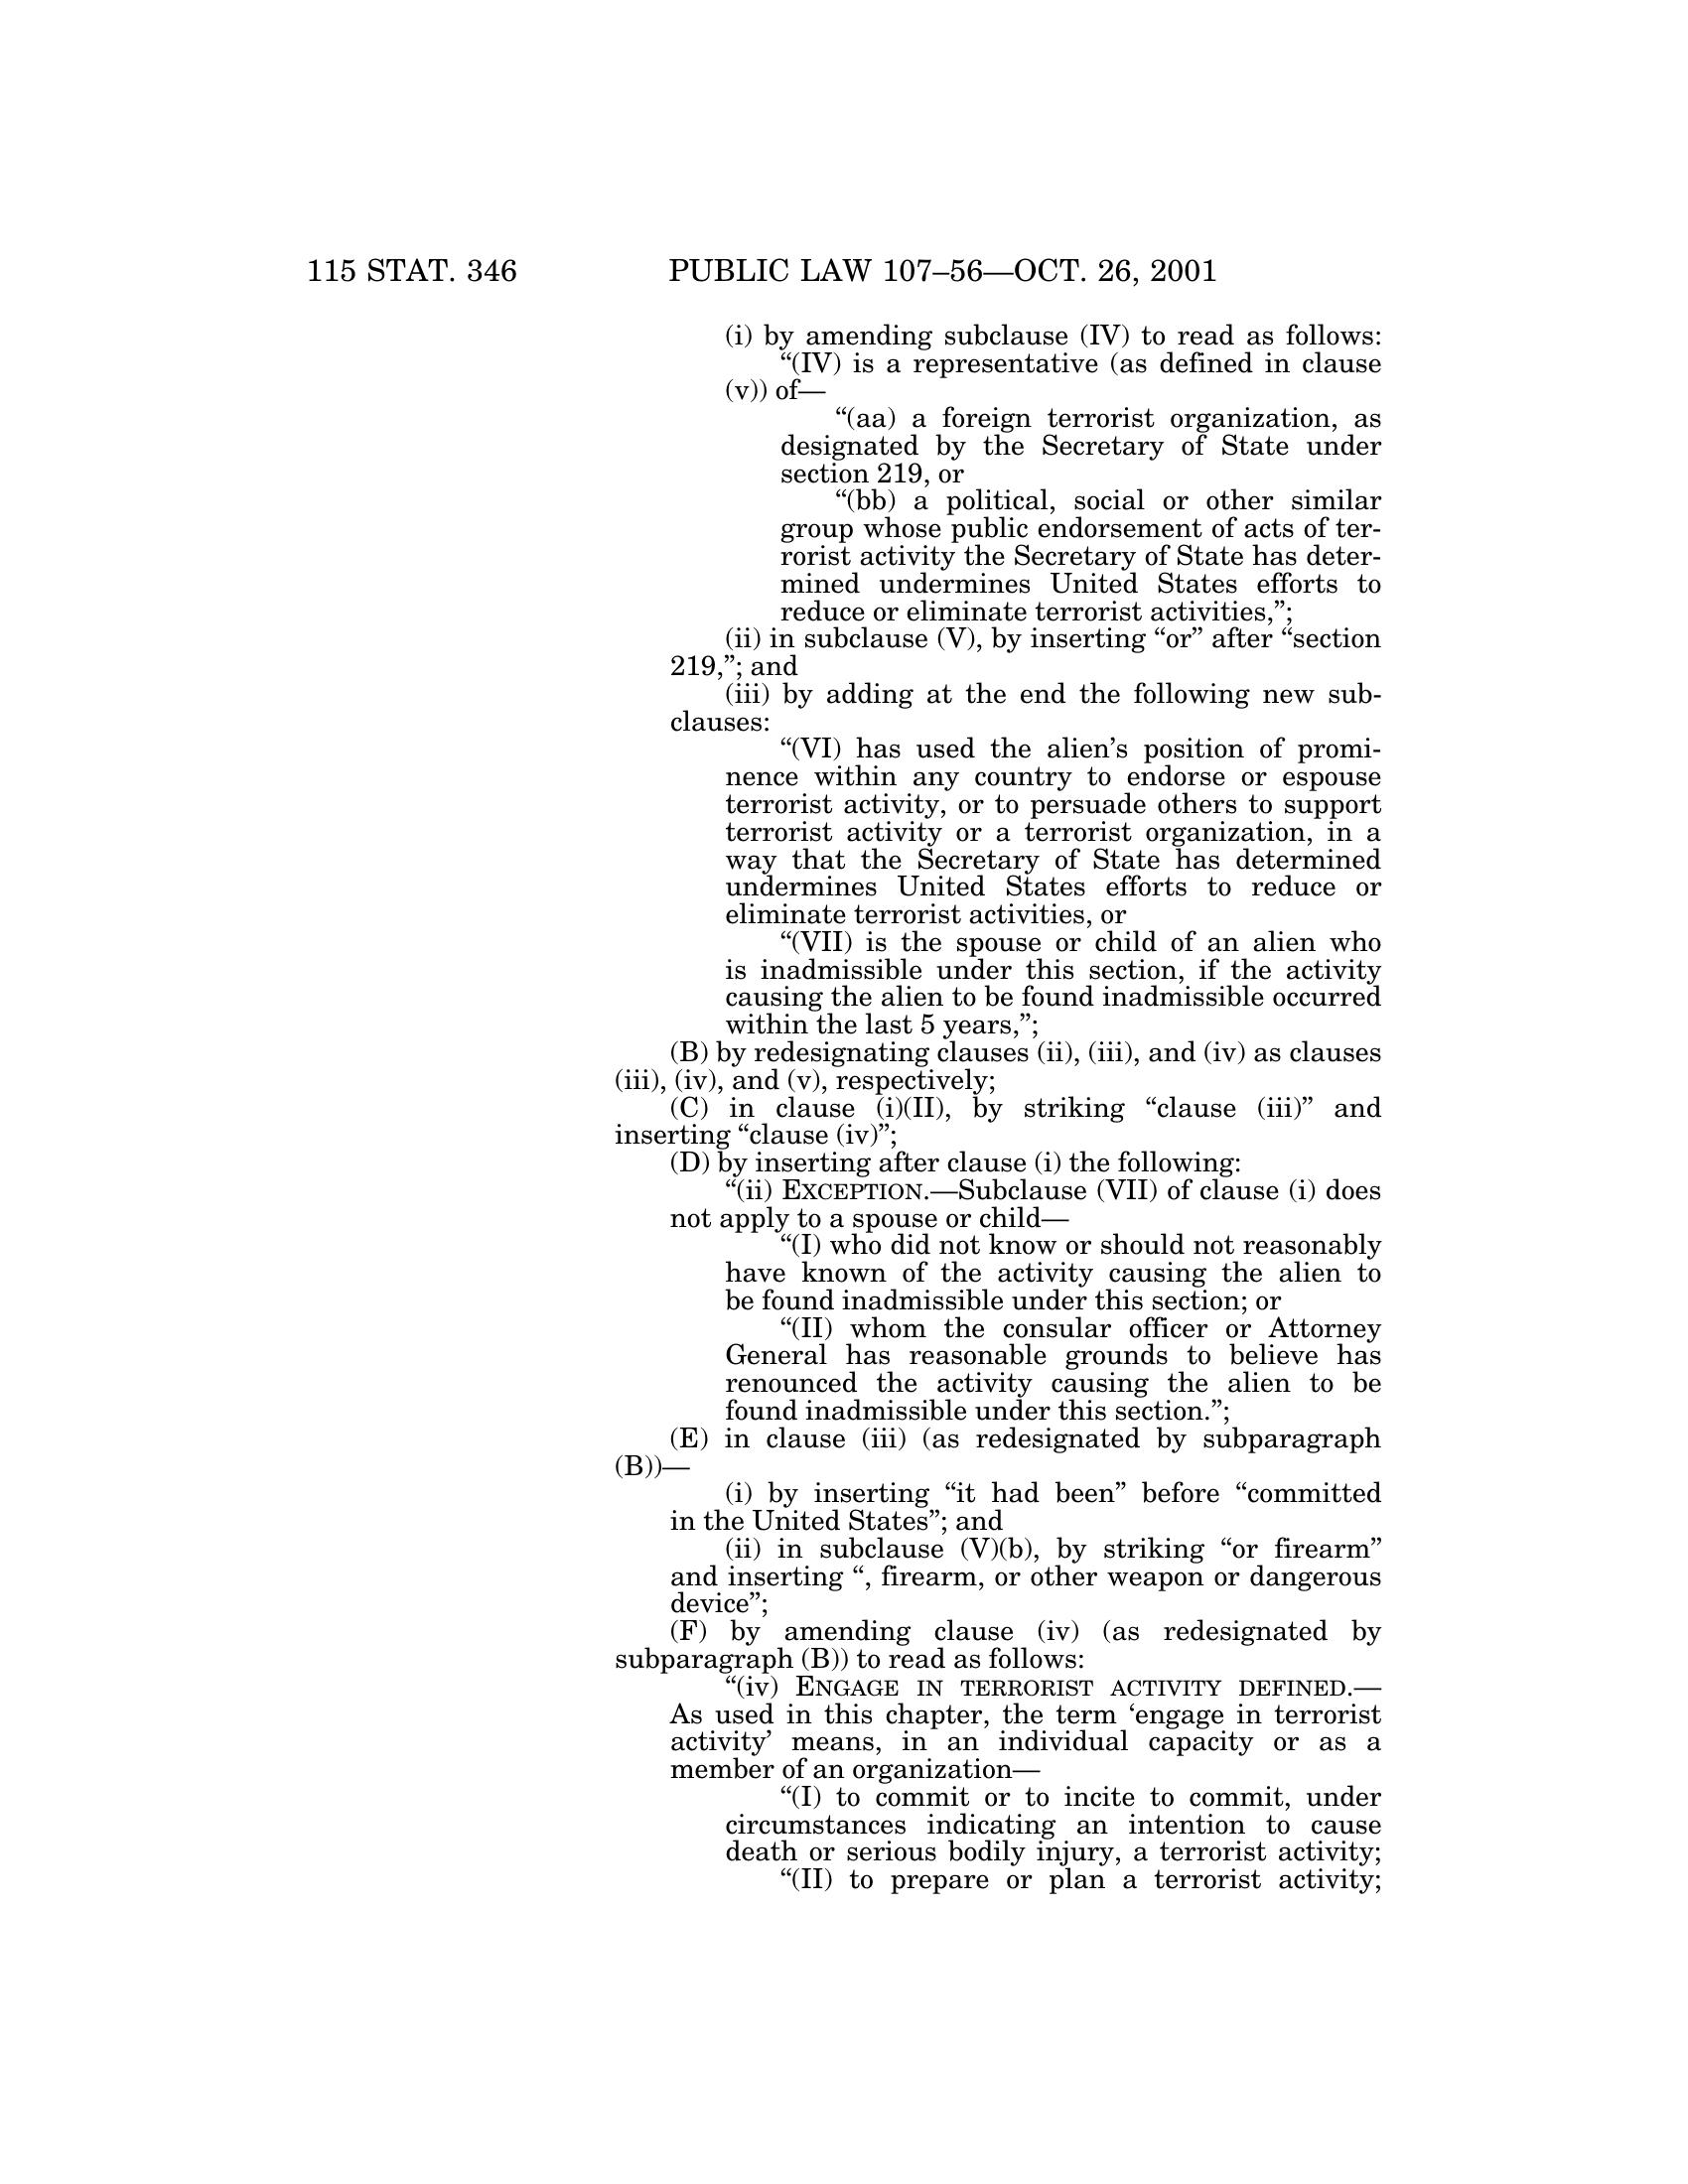 115 STAT. 346 PUBLIC LAW 107–56—OCT. 26, 2001
(i) by amending subclause (IV) to read as follows:
“(IV) is a representative (as defined in clause
(v)) of—
“(aa) a foreign terrorist organization, as
designated by the Secretary of State under
section 219, or
“(bb) a political, social or other similar
group whose public endorsement of acts of ter-
rorist activity the Secretary of State has deter-
mined undermines United States efforts to
reduce or eliminate terrorist activities,”;
(ii) in subclause (V), by inserting “or” after “section
219,”; and
(iii) by adding at the end the following new sub-
clauses:
“(VI) has used the alien’s position of promi-
nence within any country to endorse or espouse
terrorist activity, or to persuade others to support
terrorist activity or a terrorist organization, in a
way that the Secretary of State has determined
undermines United States efforts to reduce or
eliminate terrorist activities, or
“(VII) is the spouse or child of an alien who
is inadmissible under this section, if the activity
causing the alien to be found inadmissible occurred
within the last 5 years,”;
(B) by redesignating clauses (ii), (iii), and (iv) as clauses
(iii), (iv), and (v), respectively;
(C) in clause (i)(II), by striking “clause (iii)” and
inserting “clause (iv)”;
(D) by inserting after clause (i) the following:
“(ii) EXCEPTION.—Subclause (VII) of clause (i) does
not apply to a spouse or child—
“(I) who did not know or should not reasonably
have known of the activity causing the alien to
be found inadmissible under this section; or
“(II) whom the consular officer or Attorney
General has reasonable grounds to believe has
renounced the activity causing the alien to be
found inadmissible under this section.”;
(E) in clause (iii) (as redesignated by subparagraph
(B))—
(i) by inserting “it had been” before “committed
in the United States”; and
(ii) in subclause (V)(b), by striking “or firearm”
and inserting “, firearm, or other weapon or dangerous
device”;
(F) by amending clause (iv) (as redesignated by
subparagraph (B)) to read as follows:
“(iv) ENGAGE IN TERRORIST ACTIVITY DEFINED.—
As used in this chapter, the term ‘engage in terrorist
activity’ means, in an individual capacity or as a
member of an organization—
“(I) to commit or to incite to commit, under
circumstances indicating an intention to cause
death or serious bodily injury, a terrorist activity;
“(II) to prepare or plan a terrorist activity;